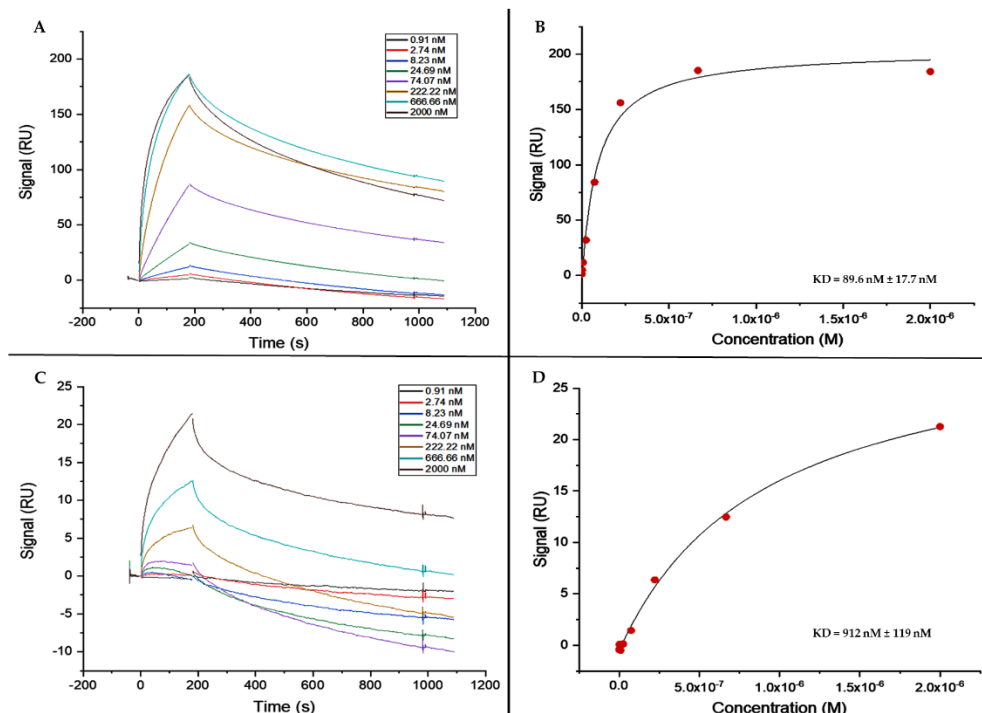 A
0.91 nM
2.74 nM
8.23 nM
24.69 nM
74.07 nM
222.22 nM
666.66 nM
2000 nM
200
150
100
50
0
Signal (RU)
-200 0 200 400 600 800 1000 1200
Time (s)
B
200
150
100
50
0
Signal (RU)
KD = 89.6 nM ± 17.7 nM
0.0 5.0x10⁻⁷ 1.0x10⁻⁶ 1.5x10⁻⁶ 2.0x10⁻⁶
Concentration (M)
C
0.91 nM
2.74 nM
8.23 nM
24.69 nM
74.07 nM
222.22 nM
666.66 nM
2000 nM
25
20
15
10
5
0
-5
-10
Signal (RU)
-200 0 200 400 600 800 1000 1200
Time (s)
D
25
20
15
10
5
0
Signal (RU)
KD = 912 nM ± 119 nM
0.0 5.0x10⁻⁷ 1.0x10⁻⁶ 1.5x10⁻⁶ 2.0x10⁻⁶
Concentration (M)